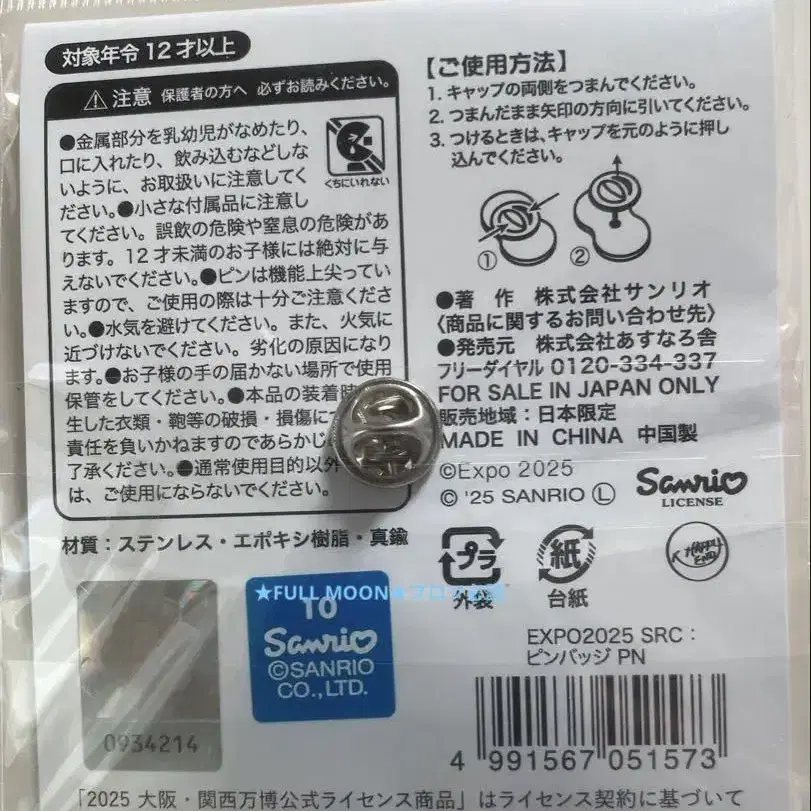 対象年令12才以上
注意 保護者の方へ 必ずお読みください。
●金属部分を乳幼児がなめたり、
口に入れたり、飲み込むなどしな
いように、お取扱いに注意してく
ださい。●小さな付属品に注意し
てください。誤飲の危険や窒息の危険があ
ります。12才未満のお子様には絶対に与
えないでください。●ピンは機能上尖ってい
ますので、ご使用の際は十分ご注意くださ
い。●水気を避けてください。また、火気に
近づけないでください。劣化の原因になり
ます。●お子様の手の届かない場所で使用
保管をしてください。●本品の装着時
生した衣類・鞄等の破損・損傷に
責任を負いかねますのであらかじ
了承ください。●通常使用目的以外
は、ご使用にならないでください。
くちにいれない
材質：ステンレス・エポキシ樹脂・真鍮
【ご使用方法】
1. キャップの両側をつまんでください。
2. つまんだまま矢印の方向に引いてください。
3. つけるときは、キャップを元のように押し
込んでください。
① ②
●著 作 株式会社サンリオ
〈商品に関するお問い合わせ先〉
●発売元 株式会社あすなろ舎
フリーダイヤル 0120-334-337
FOR SALE IN JAPAN ONLY
販売地域：日本限定
MADE IN CHINA 中国製
©Expo 2025
© '25 SANRIO Ⓛ
Sanrio
LICENSE
プラ
外袋
紙
台紙
HAPPY END
★FULL MOON★
10
Sanrio
©SANRIO
CO.,LTD.
0934214
EXPO2025 SRC：
ピンバッジ PN
4 991567 051573
「2025 大阪・関西万博公式ライセンス商品」はライセンス契約に基づいて